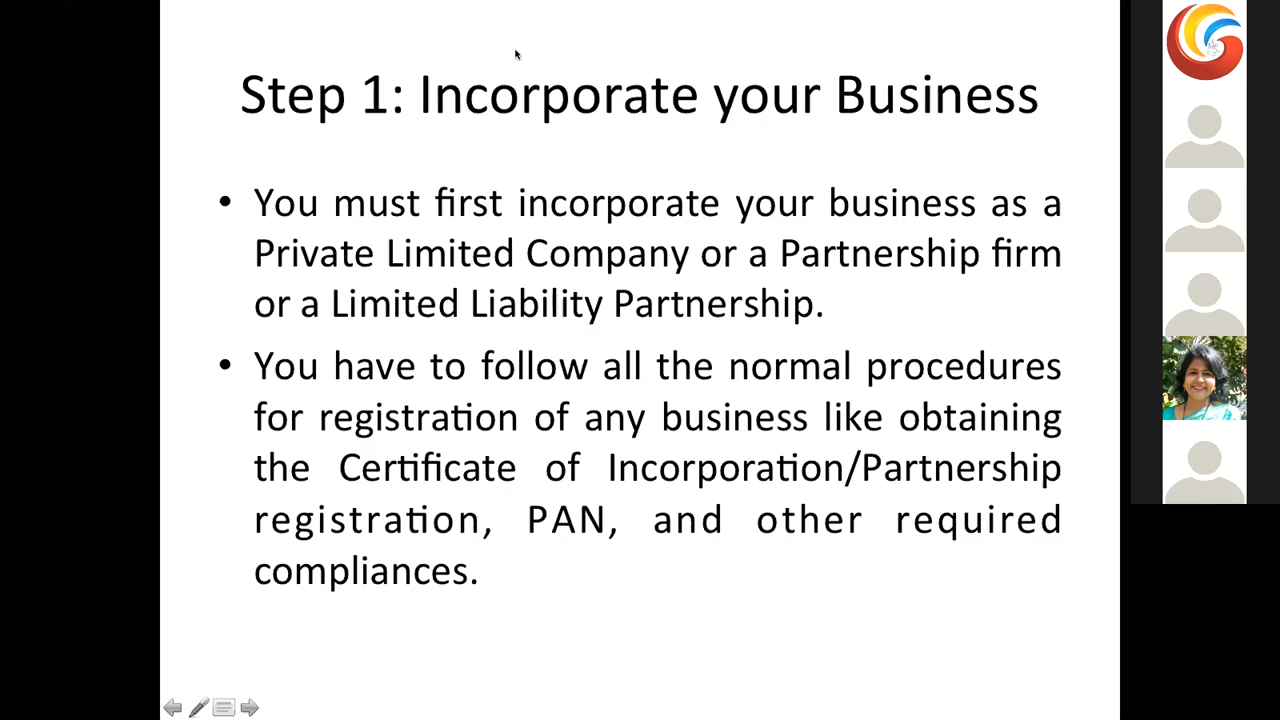 Step 1: Incorporate your Business
• You must first incorporate your business as a
Private Limited Company or a Partnership firm
or a Limited Liability Partnership.
• You have to follow all the normal procedures
for registration of any business like obtaining
the Certificate of Incorporation/Partnership
registration, PAN, and other required
compliances.